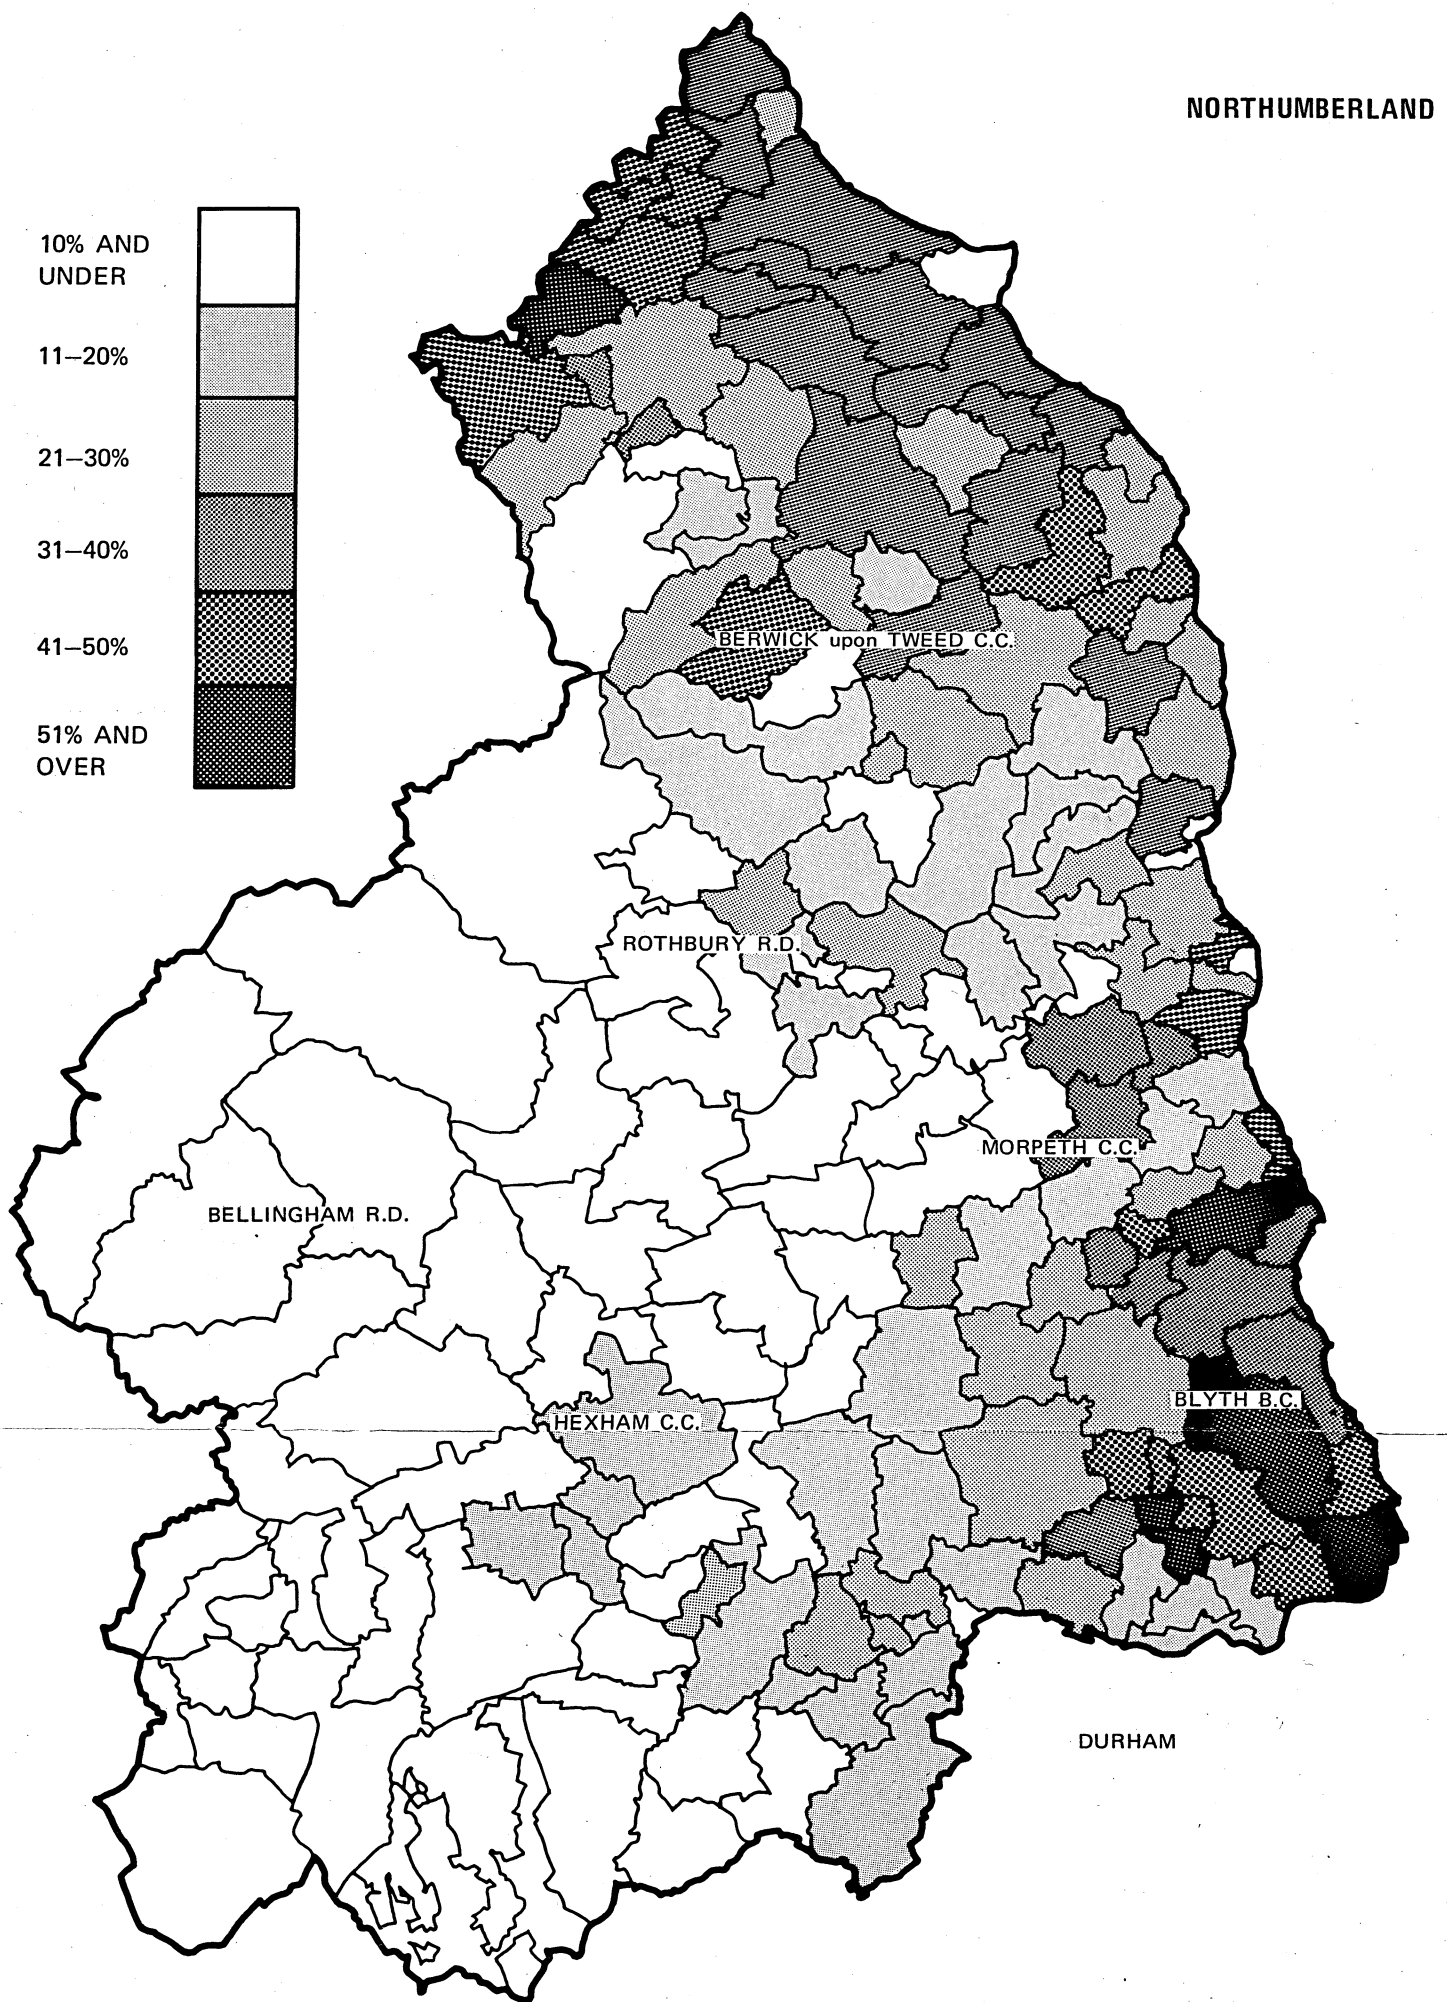 NORTHUMBERLAND
10% AND
UNDER
11—20%
21—30%
31—40%
41—50%
51% AND
OVER
BERWICK upon TWEED C.C.
ROTHBURY R.D.
MORPETH C.C.
BELLINGHAM R.D.
BLYTH B.C.
HEXHAM C.C.
DURHAM